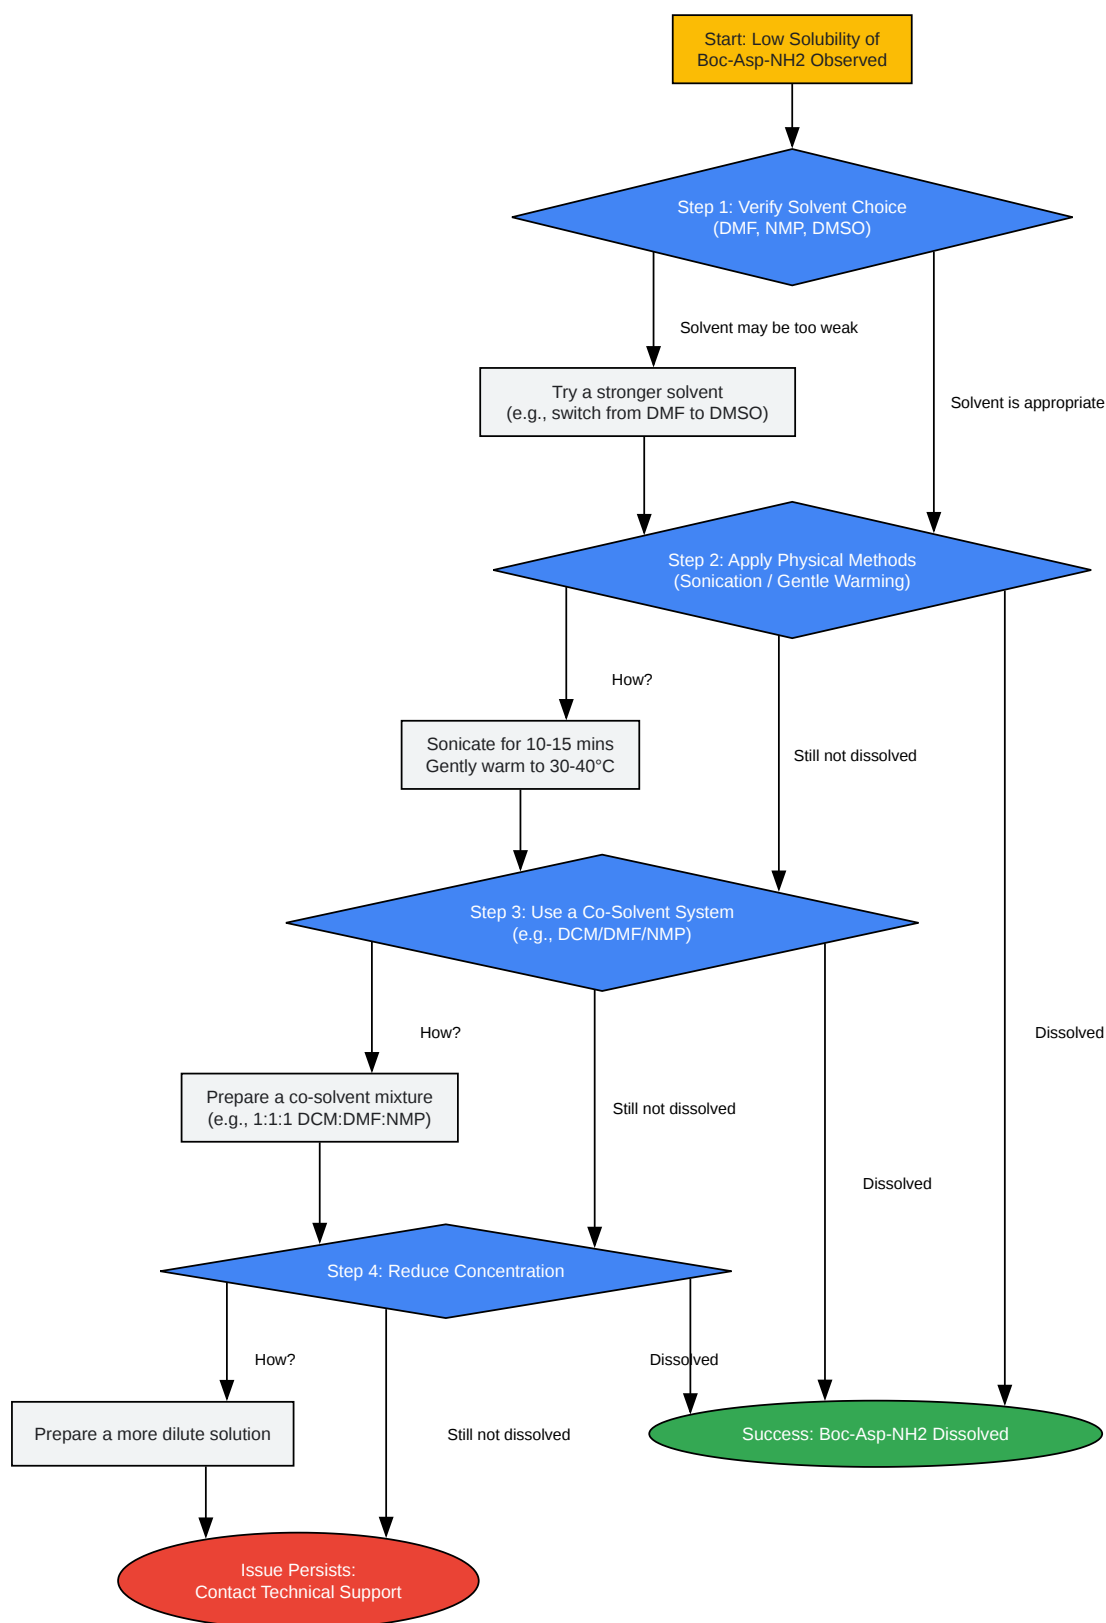 Start: Low Solubility of
Boc-Asp-NH2 Observed
Step 1: Verify Solvent Choice
(DMF, NMP, DMSO)
Solvent may be too weak
Try a stronger solvent
(e.g., switch from DMF to DMSO)
Solvent is appropriate
Step 2: Apply Physical Methods
(Sonication / Gentle Warming)
How?
Sonicate for 10-15 mins
Gently warm to 30-40°C
Still not dissolved
Step 3: Use a Co-Solvent System
(e.g., DCM/DMF/NMP)
How?
Dissolved
Prepare a co-solvent mixture
(e.g., 1:1:1 DCM:DMF:NMP)
Still not dissolved
Dissolved
Step 4: Reduce Concentration
How?
Dissolved
Prepare a more dilute solution
Still not dissolved
Success: Boc-Asp-NH2 Dissolved
Issue Persists:
Contact Technical Support